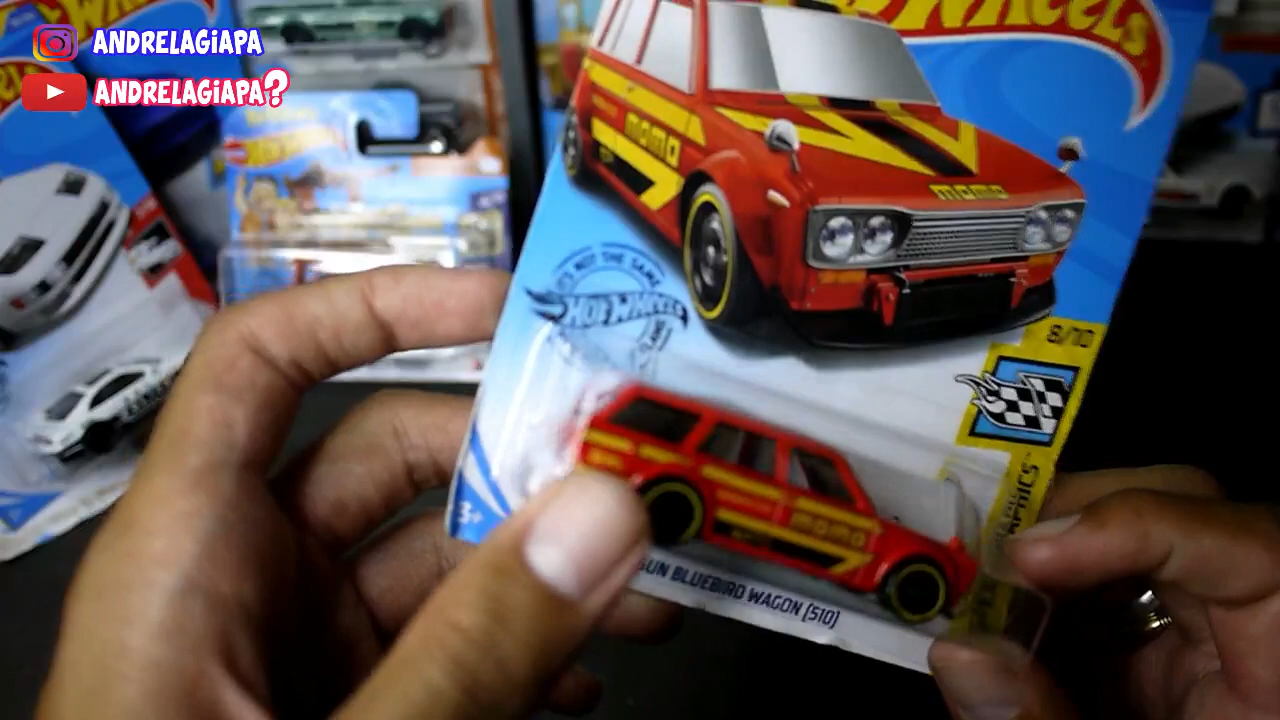 ANDRELAGiAPA
ANDRELAGiAPA?
WHEELS
momo
momo
IT'S NOT THE SAME
HOT WHEELS
8/10
momo
3+
SUN BLUEBIRD WAGON (510)